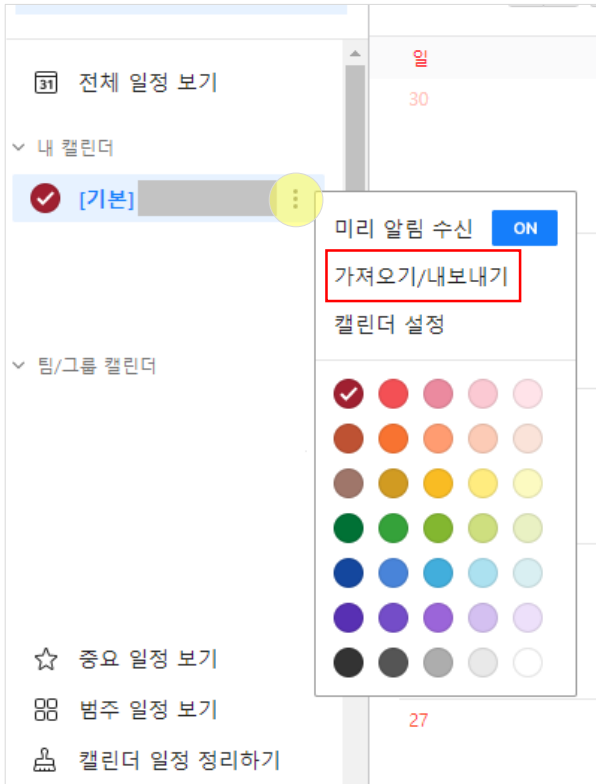 일
31 전체 일정 보기
30
내 캘린더
[기본]
미리 알림 수신 ON
가져오기/내보내기
캘린더 설정
팀/그룹 캘린더
중요 일정 보기
범주 일정 보기
27
캘린더 일정 정리하기